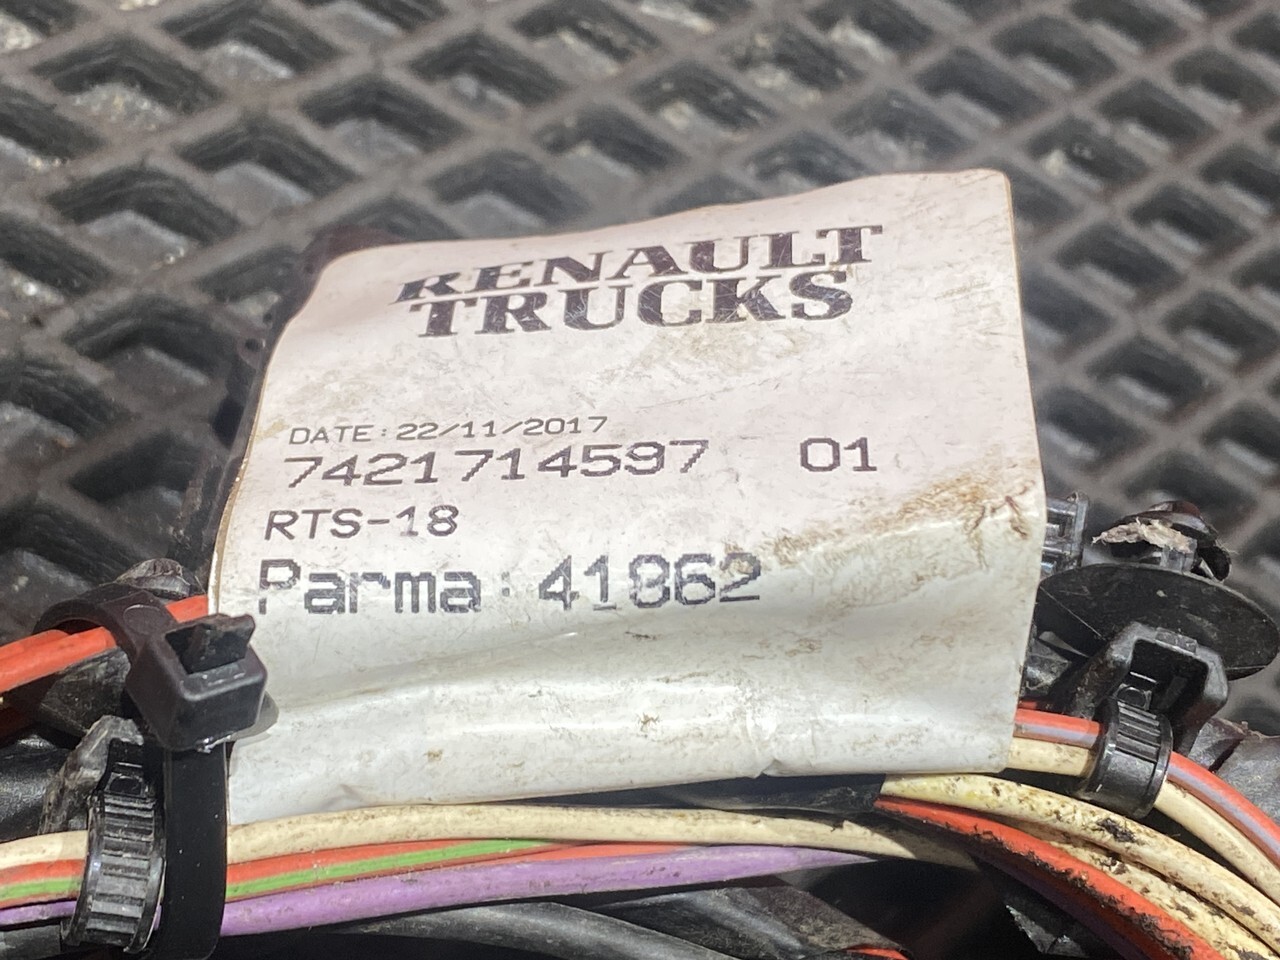 RENAULT
TRUCKS
DATE: 22/11/2017
7421714597 01
RTS-18
Parma: 41862